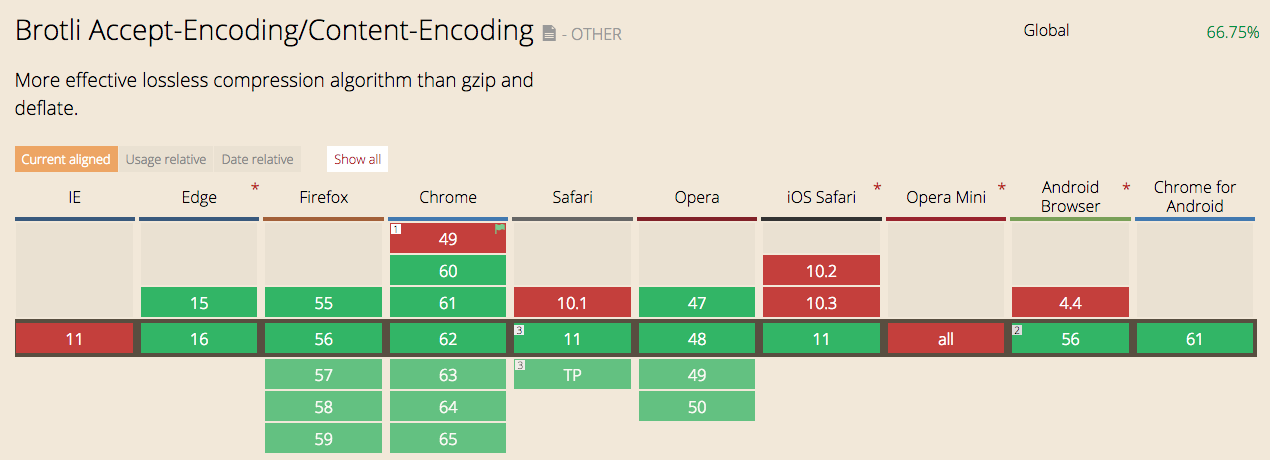 Brotli Accept-Encoding/Content-Encoding - OTHER
Global 66.75%
More effective lossless compression algorithm than gzip and
deflate.
Current aligned Usage relative Date relative Show all
IE Edge * Firefox Chrome Safari Opera iOS Safari * Opera Mini * Android Browser * Chrome for Android
1 49
60 10.2
15 55 61 10.1 47 10.3 4.4
11 16 56 62 3 11 48 11 all 2 56 61
57 63 3 TP 49
58 64 50
59 65